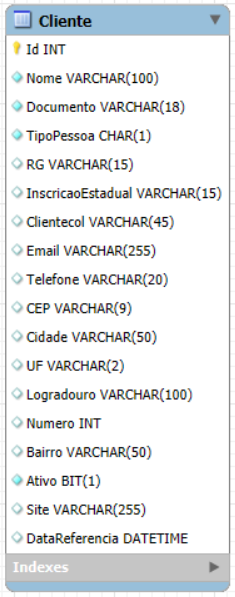 Cliente
Id INT
Nome VARCHAR(100)
Documento VARCHAR(18)
TipoPessoa CHAR(1)
RG VARCHAR(15)
InscricaoEstadual VARCHAR(15)
Clientecol VARCHAR(45)
Email VARCHAR(255)
Telefone VARCHAR(20)
CEP VARCHAR(9)
Cidade VARCHAR(50)
UF VARCHAR(2)
Logradouro VARCHAR(100)
Numero INT
Bairro VARCHAR(50)
Ativo BIT(1)
Site VARCHAR(255)
DataReferencia DATETIME
Indexes